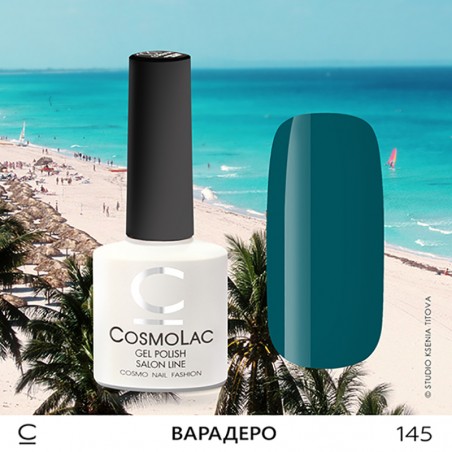 COSMOLAC
GEL POLISH
SALON LINE
COSMO NAIL FASHION
© STUDIO KSENIA TITOVA
C ВАРАДЕРО 145